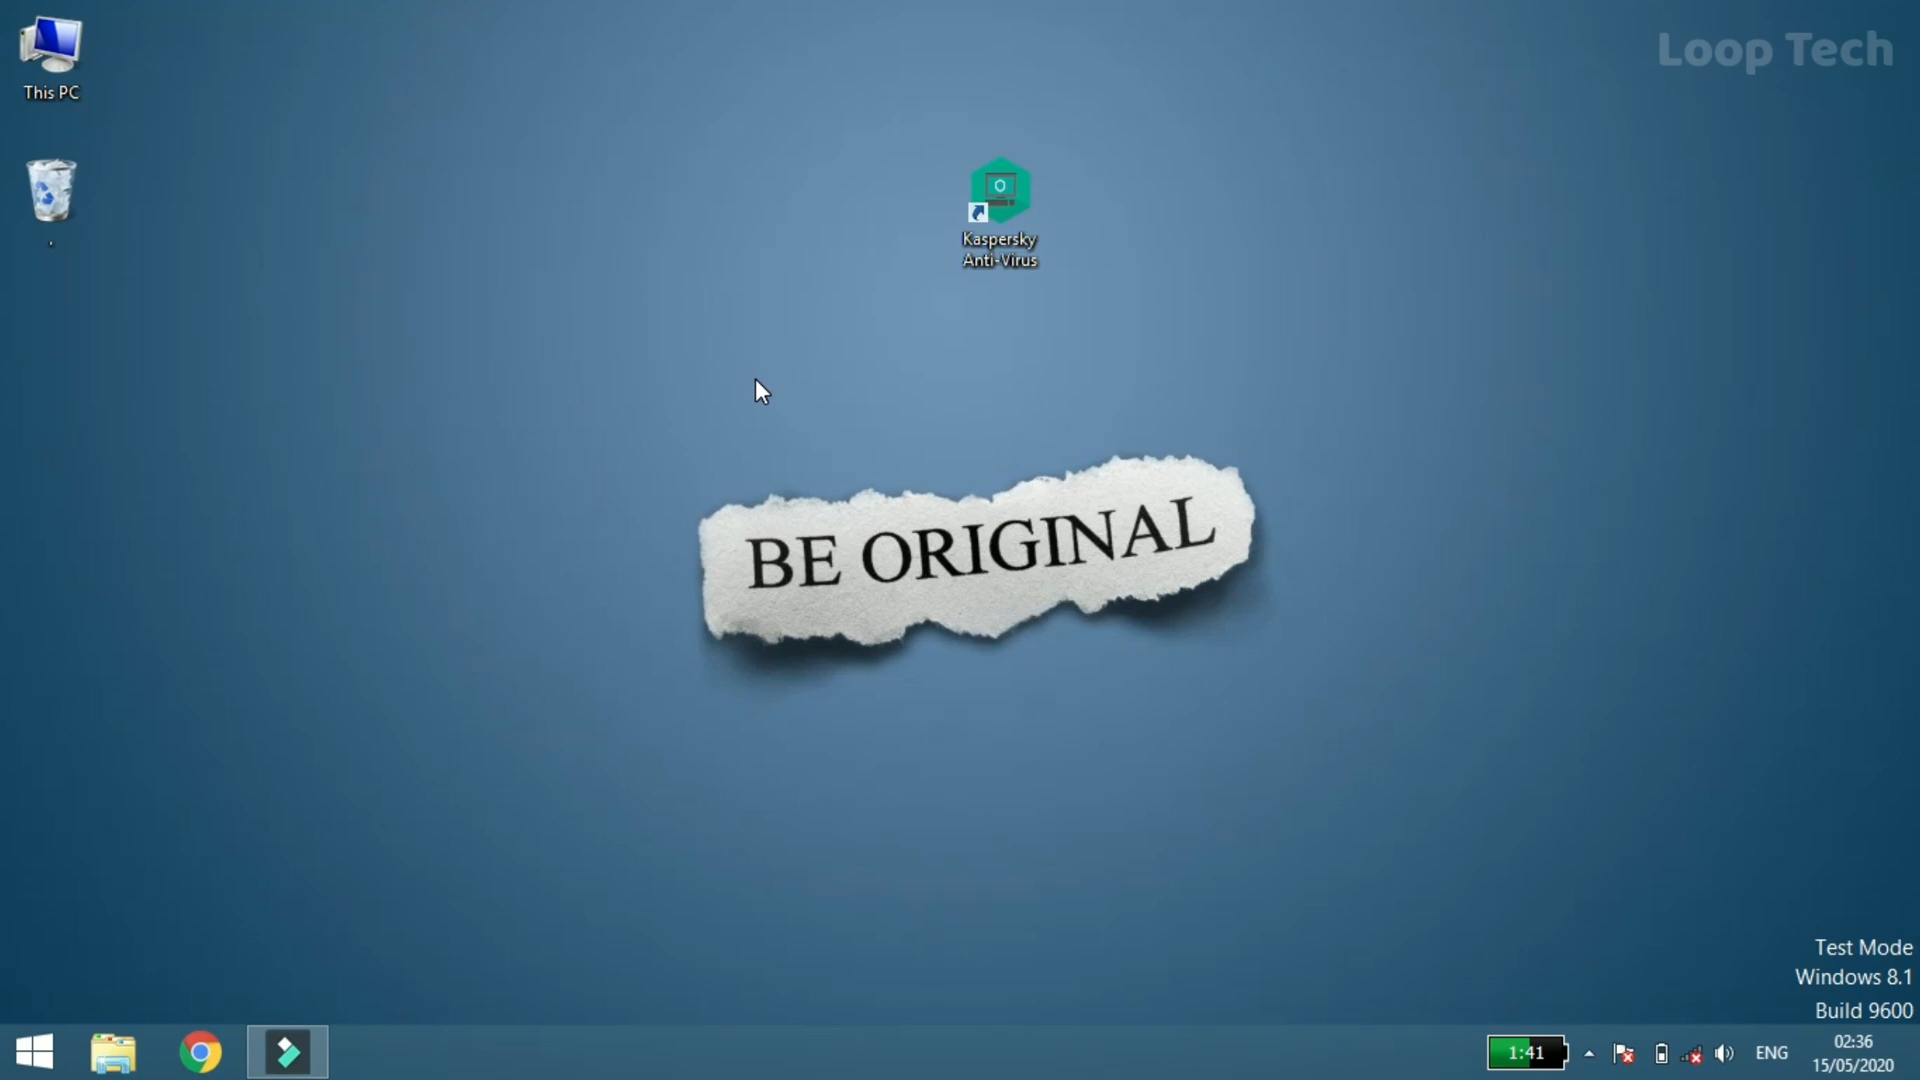 Loop Tech
This PC
Kaspersky
Anti-Virus
BE ORIGINAL
Test Mode
Windows 8.1
Build 9600
1:41
ENG
02:36
15/05/2020